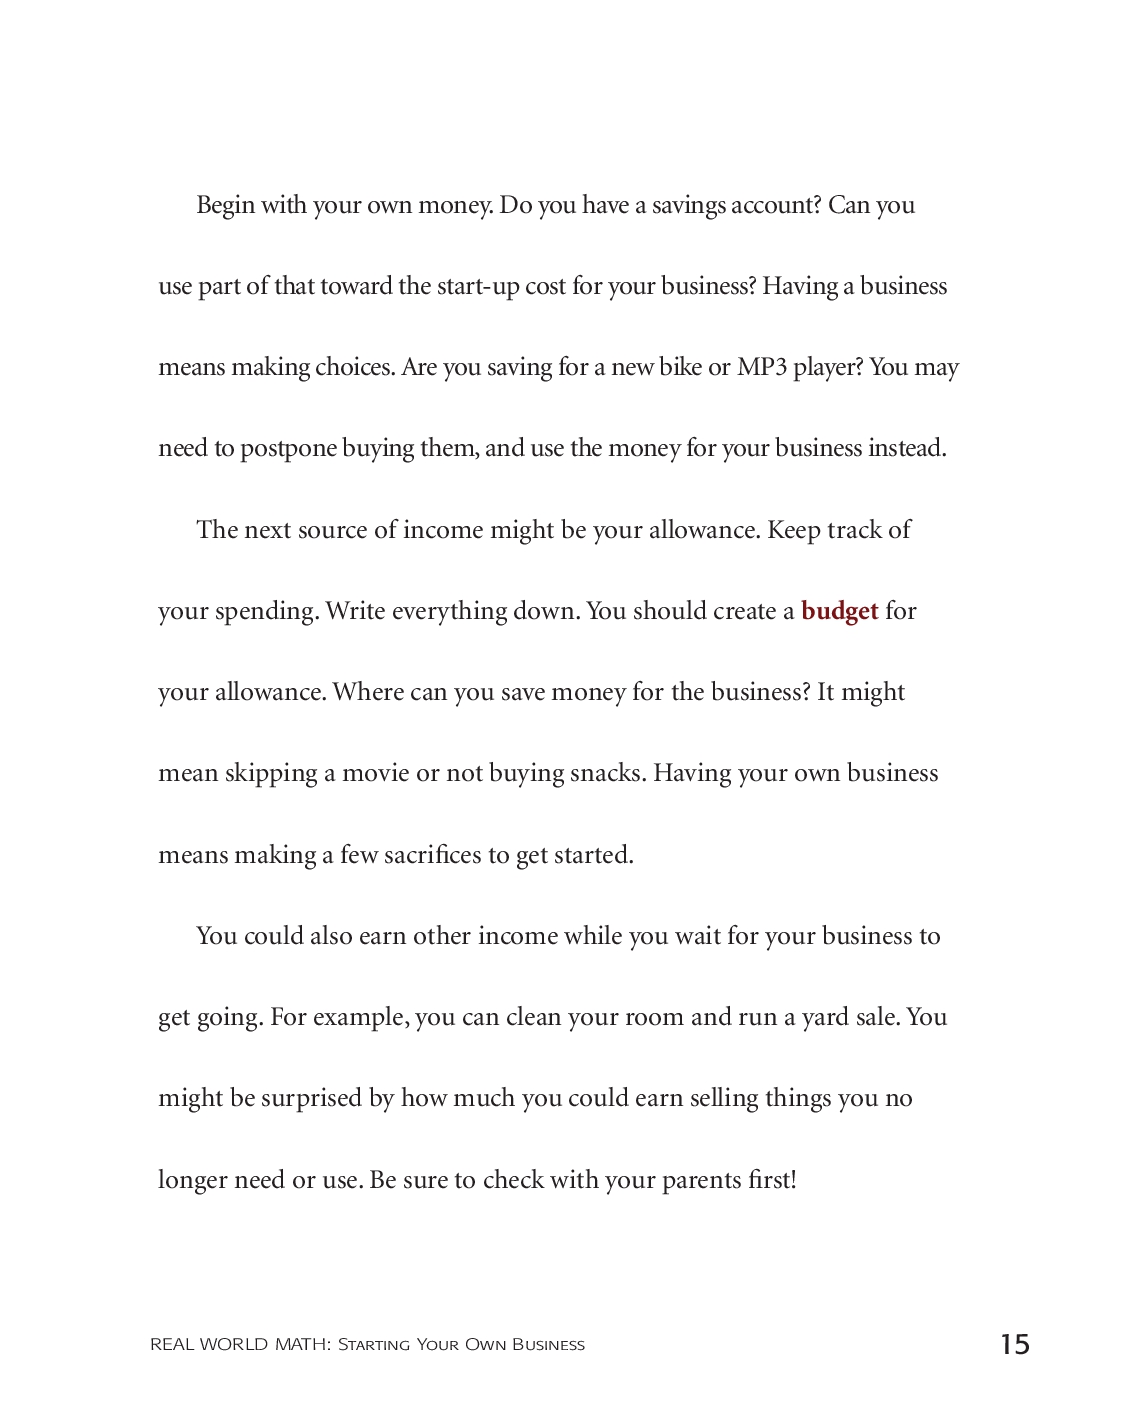 Begin with your own money. Do you have a savings account? Can you
use part of that toward the start-up cost for your business? Having a business
means making choices. Are you saving for a new bike or MP3 player? You may
need to postpone buying them, and use the money for your business instead.
The next source of income might be your allowance. Keep track of
your spending. Write everything down. You should create a budget for
your allowance. Where can you save money for the business? It might
mean skipping a movie or not buying snacks. Having your own business
means making a few sacrifices to get started.
You could also earn other income while you wait for your business to
get going. For example, you can clean your room and run a yard sale. You
might be surprised by how much you could earn selling things you no
longer need or use. Be sure to check with your parents first!
REAL WORLD MATH: Starting Your Own Business 15